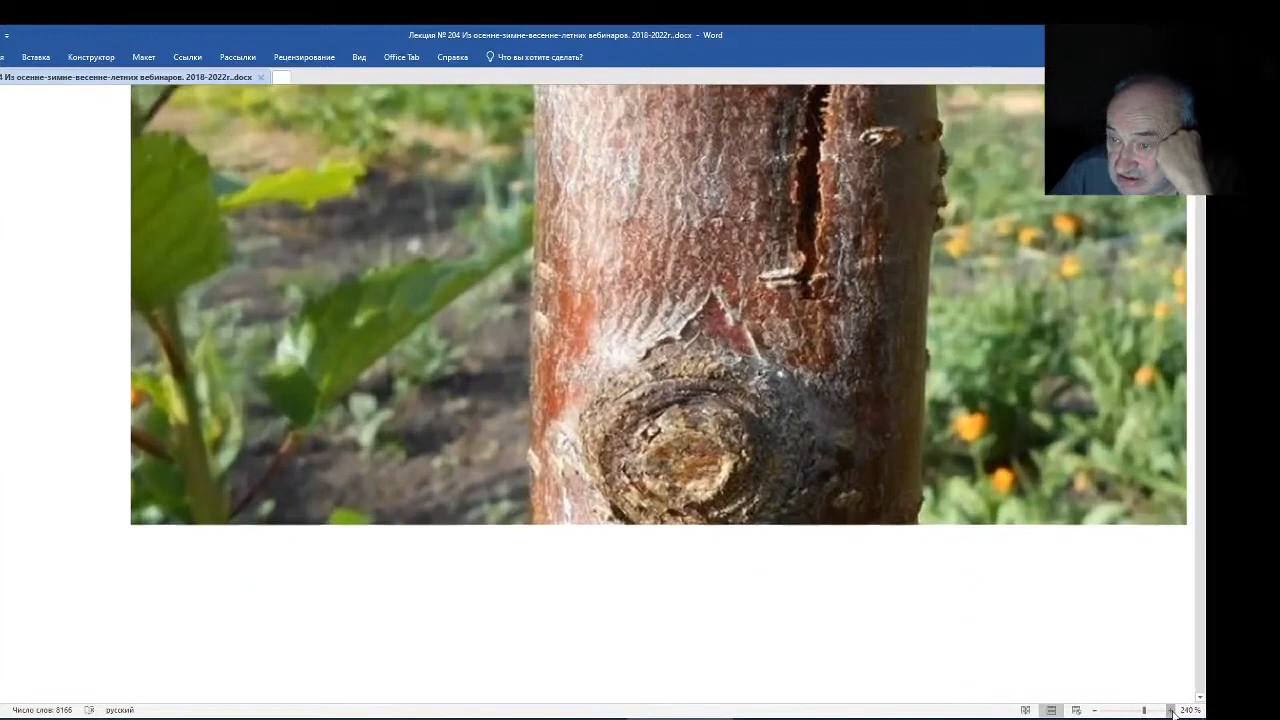 Лекция № 204 Из осенне-зимне-весенне-летних вебинаров. 2018-2022г..docx - Word
Вставка Конструктор Макет Ссылки Рассылки Рецензирование Вид Office Tab Справка Что вы хотите сделать?
4 Из осенне-зимне-весенне-летних вебинаров. 2018-2022г..docx
Число слов: 8166 русский 240 %